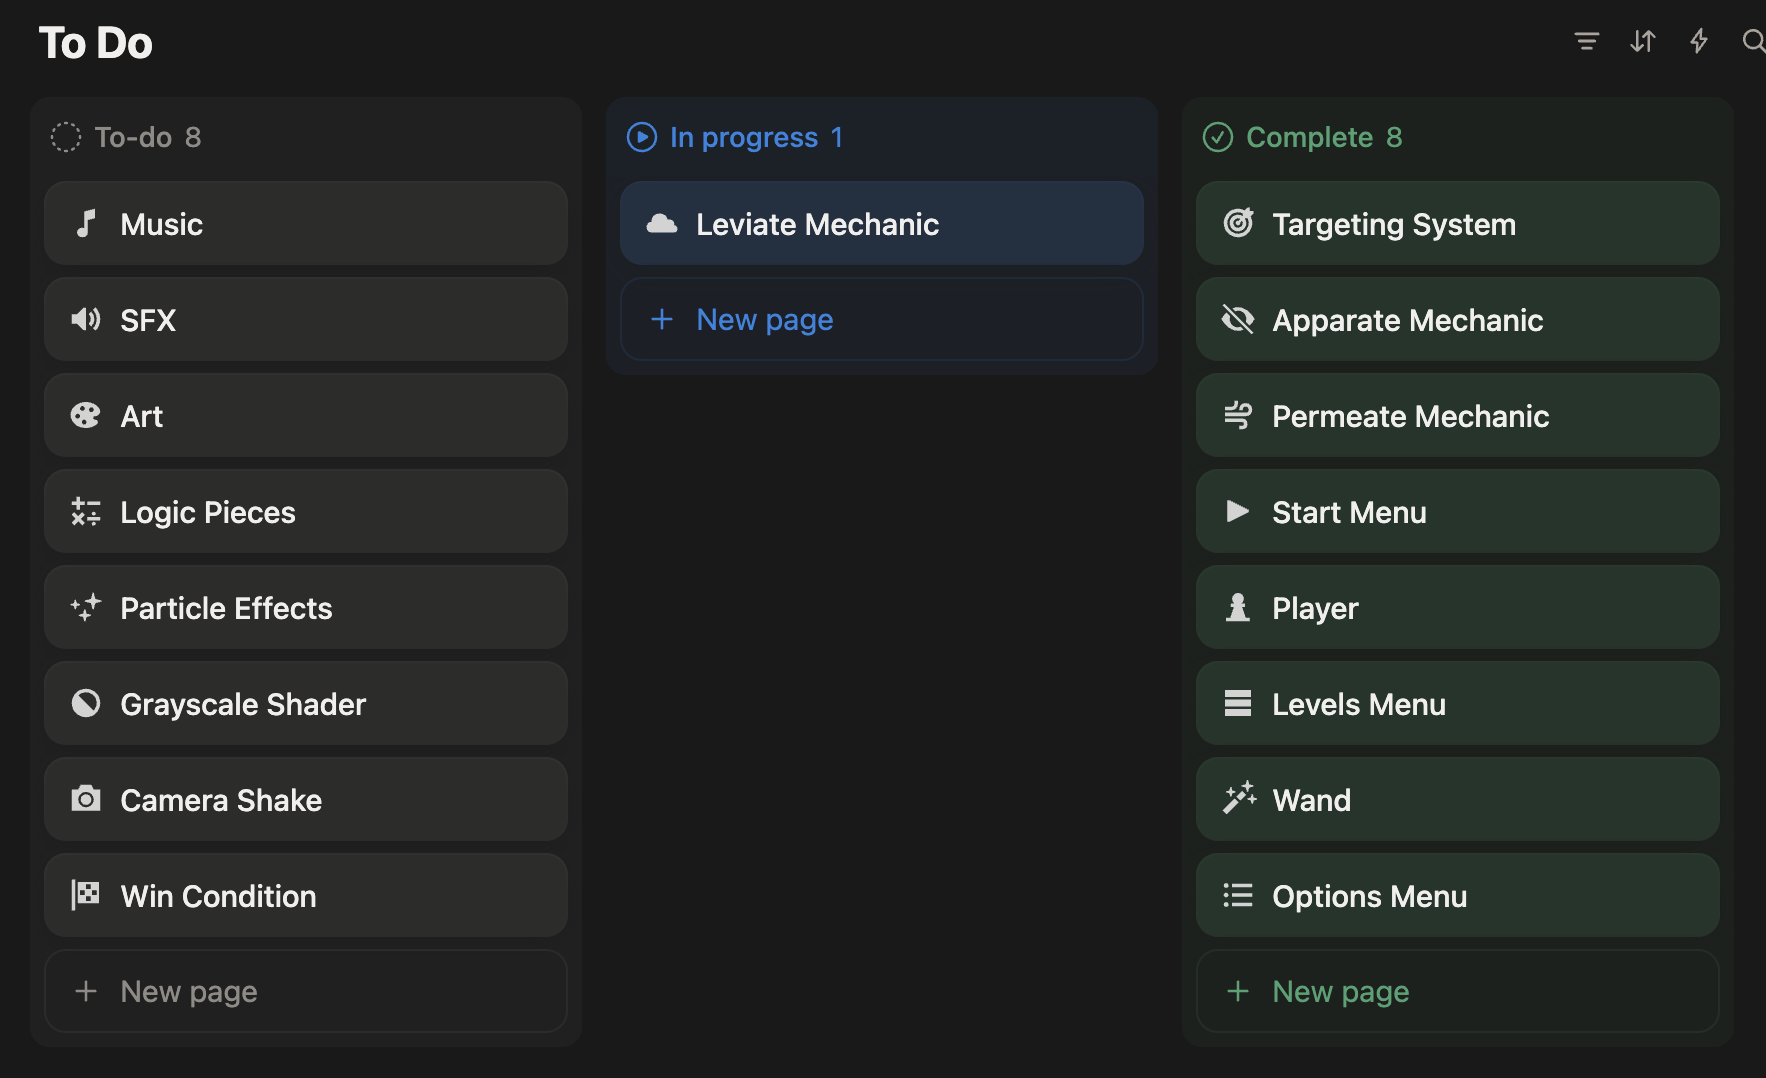 To Do
To-do 8
Music
SFX
Art
Logic Pieces
Particle Effects
Grayscale Shader
Camera Shake
Win Condition
New page
In progress 1
Leviate Mechanic
New page
Complete 8
Targeting System
Apparate Mechanic
Permeate Mechanic
Start Menu
Player
Levels Menu
Wand
Options Menu
New page